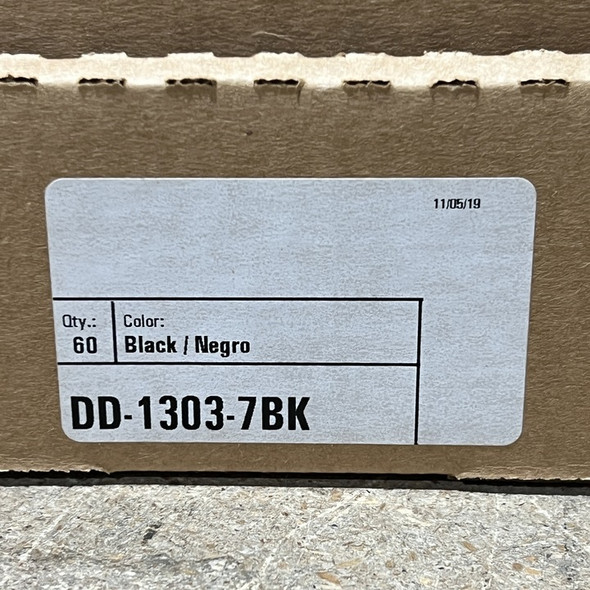 11/05/19
Qty.: Color:
60 Black / Negro
DD-1303-7BK